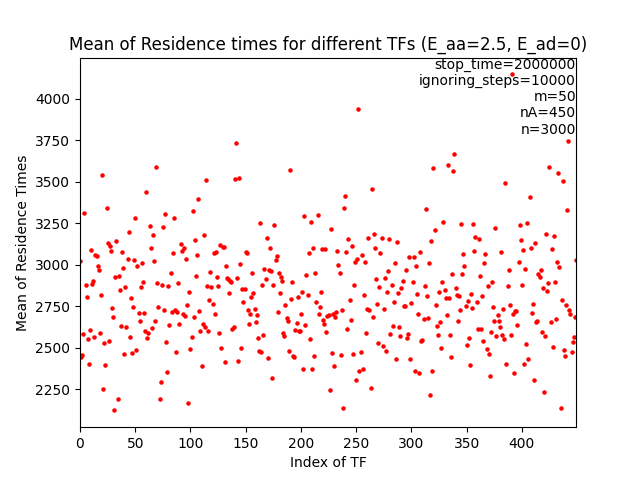 Mean of Residence times for different TFs (E_aa=2.5, E_ad=0)
stop_time=2000000
ignoring_steps=10000
m=50
nA=450
n=3000
4000
3750
3500
3250
3000
2750
2500
2250
Mean of Residence Times
0 50 100 150 200 250 300 350 400
Index of TF